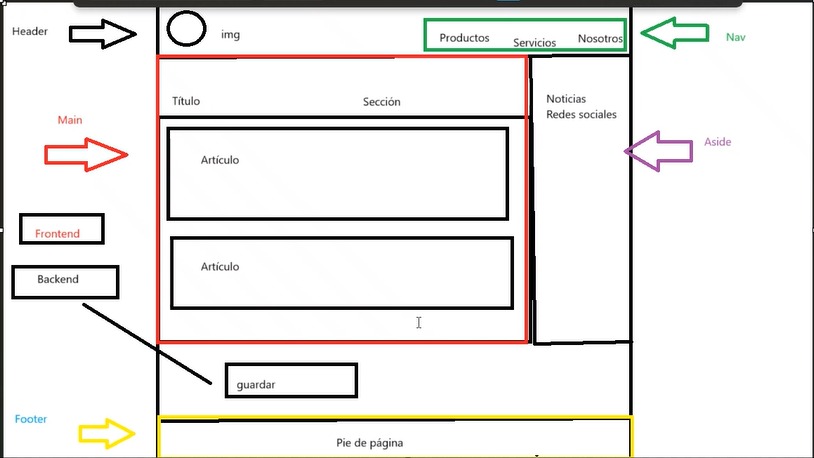 Header
img
Productos
Servicios
Nosotros
Nav
Título
Sección
Noticias
Redes sociales
Main
Aside
Artículo
Frontend
Artículo
Backend
guardar
Footer
Pie de página